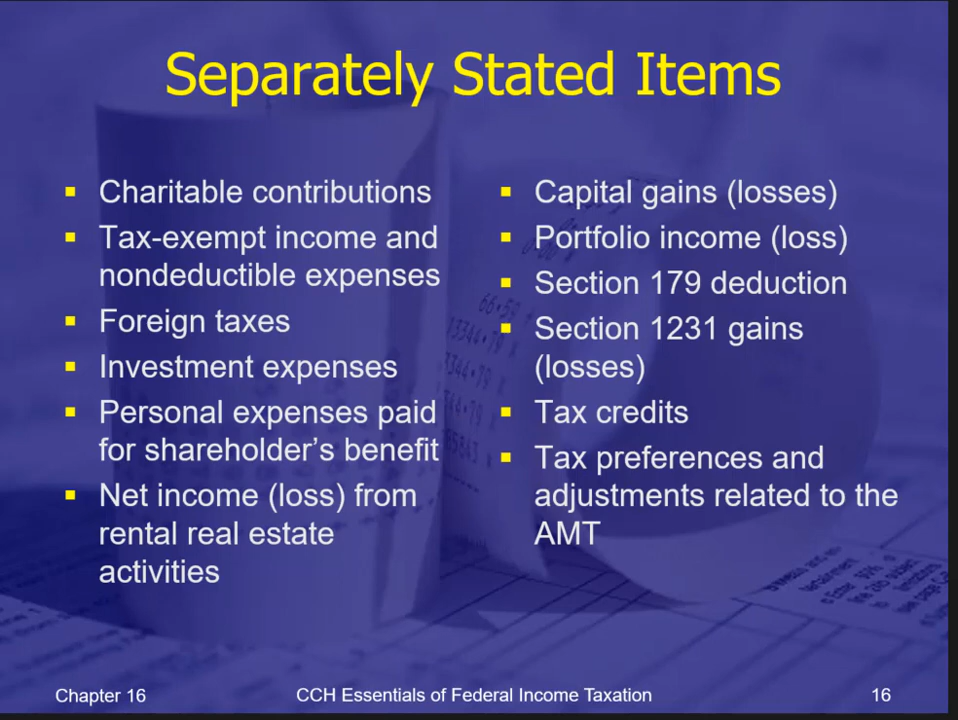 Separately Stated Items
▪ Charitable contributions
▪ Tax-exempt income and
nondeductible expenses
▪ Foreign taxes
▪ Investment expenses
▪ Personal expenses paid
for shareholder’s benefit
▪ Net income (loss) from
rental real estate
activities
▪ Capital gains (losses)
▪ Portfolio income (loss)
▪ Section 179 deduction
▪ Section 1231 gains
(losses)
▪ Tax credits
▪ Tax preferences and
adjustments related to the
AMT
Chapter 16
CCH Essentials of Federal Income Taxation
16